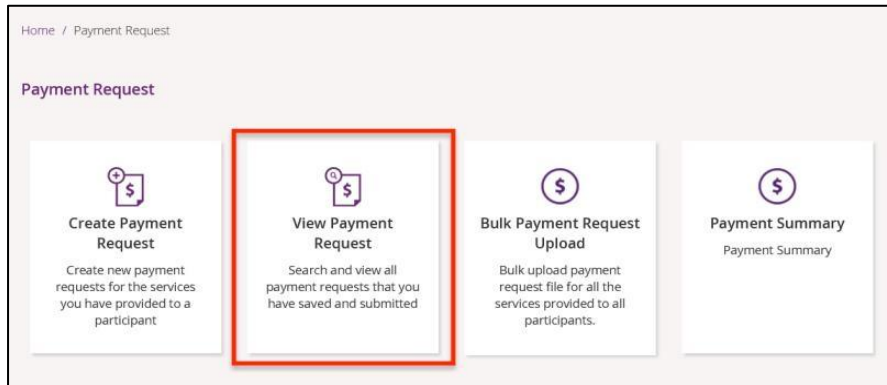 Home / Payment Request
Payment Request
Create Payment
Request
Create new payment
requests for the services
you have provided to a
participant
View Payment
Request
Search and view all
payment requests that you
have saved and submitted
Bulk Payment Request
Upload
Bulk upload payment
request file for all the
services provided to all
participants.
Payment Summary
Payment Summary